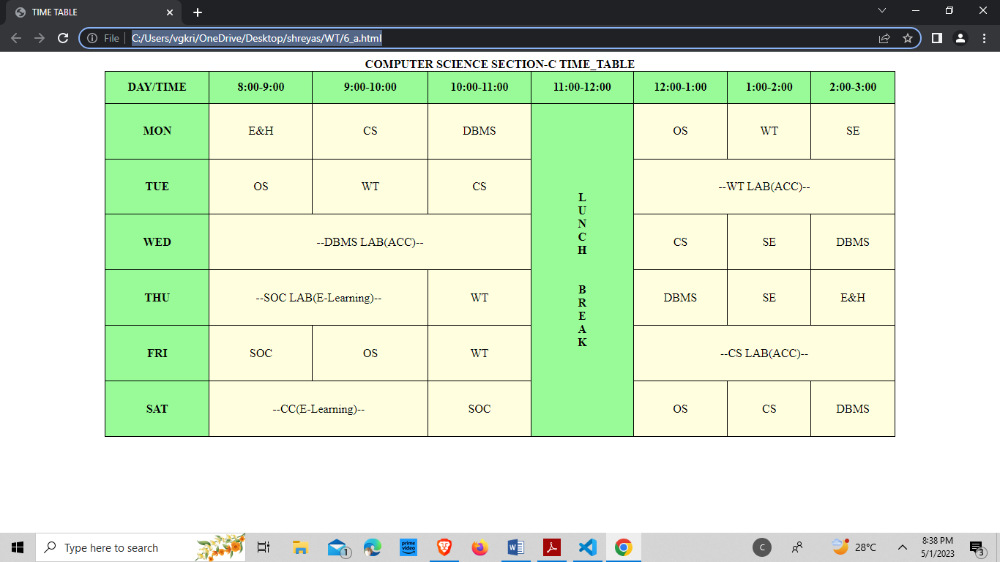 TIME TABLE
File
C:/Users/vgkri/OneDrive/Desktop/shreyas/WT/6_a.html
COMPUTER SCIENCE SECTION-C TIME_TABLE
DAY/TIME 8:00-9:00 9:00-10:00 10:00-11:00 11:00-12:00 12:00-1:00 1:00-2:00 2:00-3:00
MON E&H CS DBMS OS WT SE
TUE OS WT CS --WT LAB(ACC)--
WED --DBMS LAB(ACC)-- CS SE DBMS
THU --SOC LAB(E-Learning)-- WT DBMS SE E&H
FRI SOC OS WT --CS LAB(ACC)--
SAT --CC(E-Learning)-- SOC OS CS DBMS
L
U
N
C
H
B
R
E
A
K
Type here to search
1
prime video
W
C
28°C
8:38 PM
5/1/2023
3